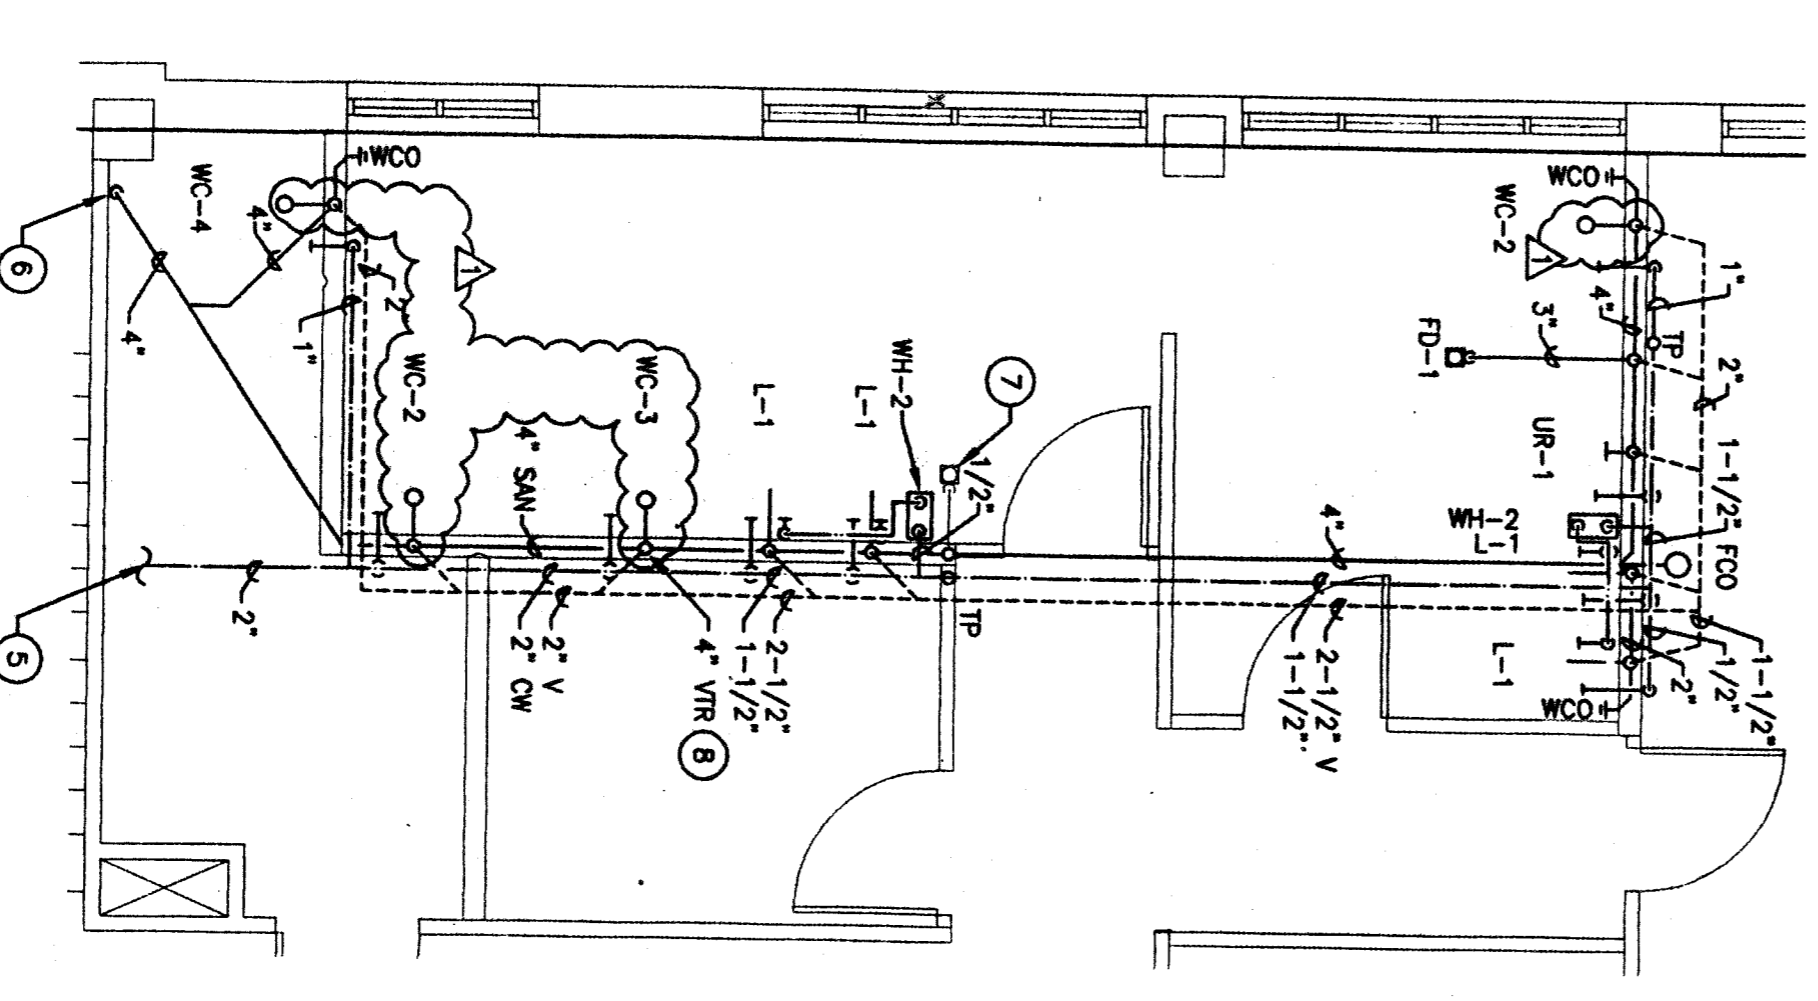 WCO
WC-4
4"
1
6
4"
2"
1"
WC-2
WC-3
L-1
L-1
WH-2
7
1/2"
4" SAN
5
2"
2" V
2" CW
4" VTR
8
2-1/2"
1-1/2"
TP
WCO
WC-2
1
1"
4"
3"
FD-1
TP
2"
UR-1
1-1/2"
FCO
WH-2
L-1
4"
2-1/2" V
1-1/2"
L-1
WCO
2"
1/2"
1-1/2"